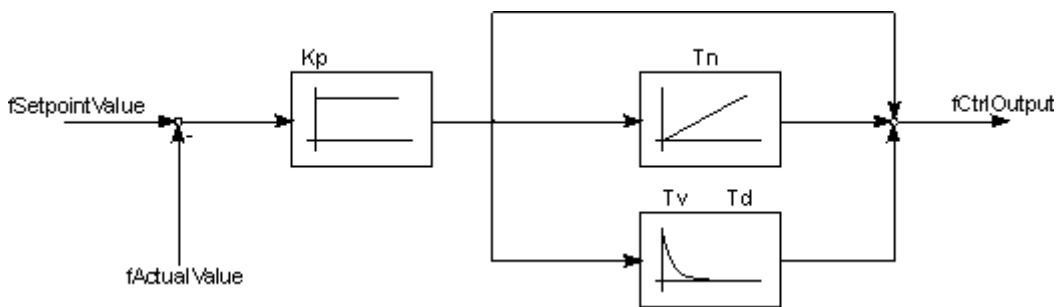 Kp
Tn
fSetpointValue
fCtrlOutput
-
Tv Td
fActualValue